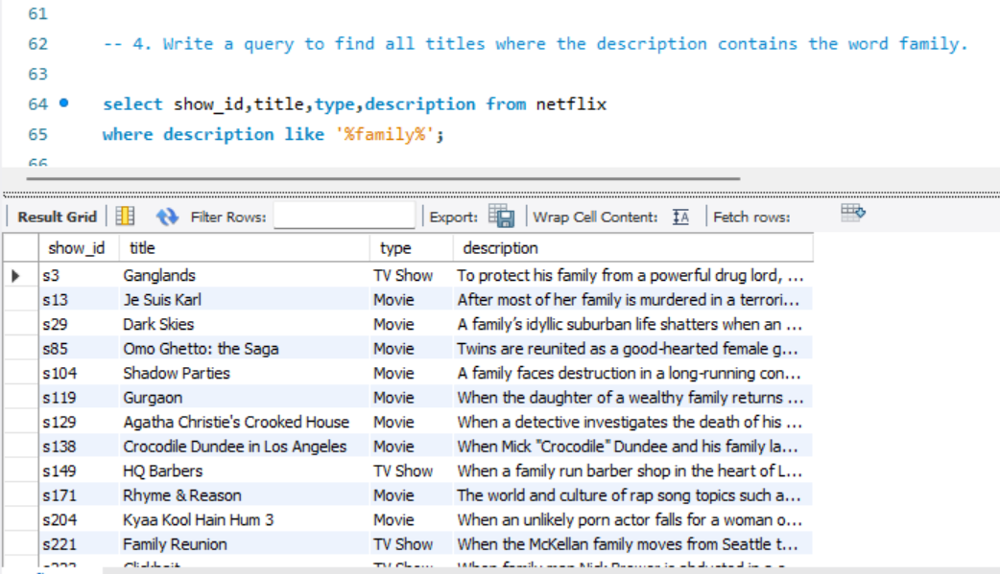 61
62 -- 4. Write a query to find all titles where the description contains the word family.
63
64 select show_id,title,type,description from netflix
65 where description like '%family%';
66
Result Grid Filter Rows: Export: Wrap Cell Content: Fetch rows:
show_id title type description
s3 Ganglands TV Show To protect his family from a powerful drug lord, ...
s13 Je Suis Karl Movie After most of her family is murdered in a terrori...
s29 Dark Skies Movie A family’s idyllic suburban life shatters when an ...
s85 Omo Ghetto: the Saga Movie Twins are reunited as a good-hearted female g...
s104 Shadow Parties Movie A family faces destruction in a long-running con...
s119 Gurgaon Movie When the daughter of a wealthy family returns ...
s129 Agatha Christie's Crooked House Movie When a detective investigates the death of his ...
s138 Crocodile Dundee in Los Angeles Movie When Mick "Crocodile" Dundee and his family la...
s149 HQ Barbers TV Show When a family run barber shop in the heart of L...
s171 Rhyme & Reason Movie The world and culture of rap song topics such a...
s204 Kyaa Kool Hain Hum 3 Movie When an unlikely porn actor falls for a woman o...
s221 Family Reunion TV Show When the McKellan family moves from Seattle t...
Clickbait TV Show When family man Nick Brewer is abducted in a